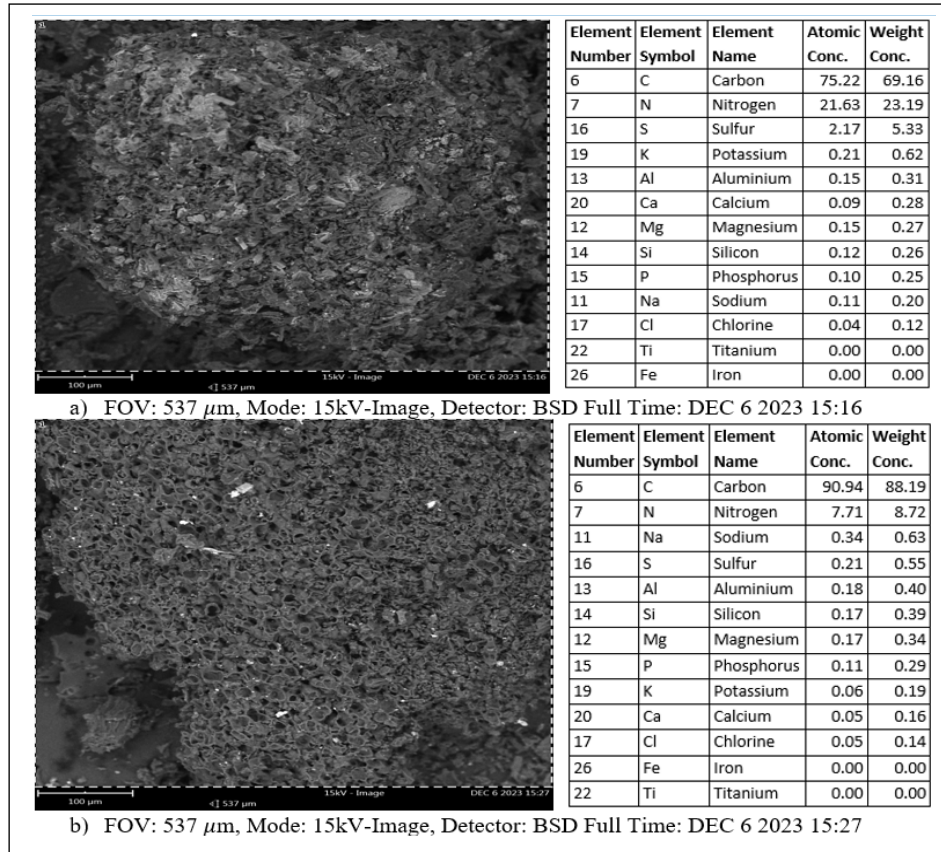 Element Element Element Atomic Weight
Number Symbol Name Conc. Conc.
6 C Carbon 75.22 69.16
7 N Nitrogen 21.63 23.19
16 S Sulfur 2.17 5.33
19 K Potassium 0.21 0.62
13 Al Aluminium 0.15 0.31
20 Ca Calcium 0.09 0.28
12 Mg Magnesium 0.15 0.27
14 Si Silicon 0.12 0.26
15 P Phosphorus 0.10 0.25
11 Na Sodium 0.11 0.20
17 Cl Chlorine 0.04 0.12
22 Ti Titanium 0.00 0.00
26 Fe Iron 0.00 0.00
100 µm 537 µm 15kV - Image DEC 6 2023 15:16
a) FOV: 537 µm, Mode: 15kV-Image, Detector: BSD Full Time: DEC 6 2023 15:16
Element Element Element Atomic Weight
Number Symbol Name Conc. Conc.
6 C Carbon 90.94 88.19
7 N Nitrogen 7.71 8.72
11 Na Sodium 0.34 0.63
16 S Sulfur 0.21 0.55
13 Al Aluminium 0.18 0.40
14 Si Silicon 0.17 0.39
12 Mg Magnesium 0.17 0.34
15 P Phosphorus 0.11 0.29
19 K Potassium 0.06 0.19
20 Ca Calcium 0.05 0.16
17 Cl Chlorine 0.05 0.14
26 Fe Iron 0.00 0.00
22 Ti Titanium 0.00 0.00
100 µm 537 µm 15kV - Image DEC 6 2023 15:27
b) FOV: 537 µm, Mode: 15kV-Image, Detector: BSD Full Time: DEC 6 2023 15:27